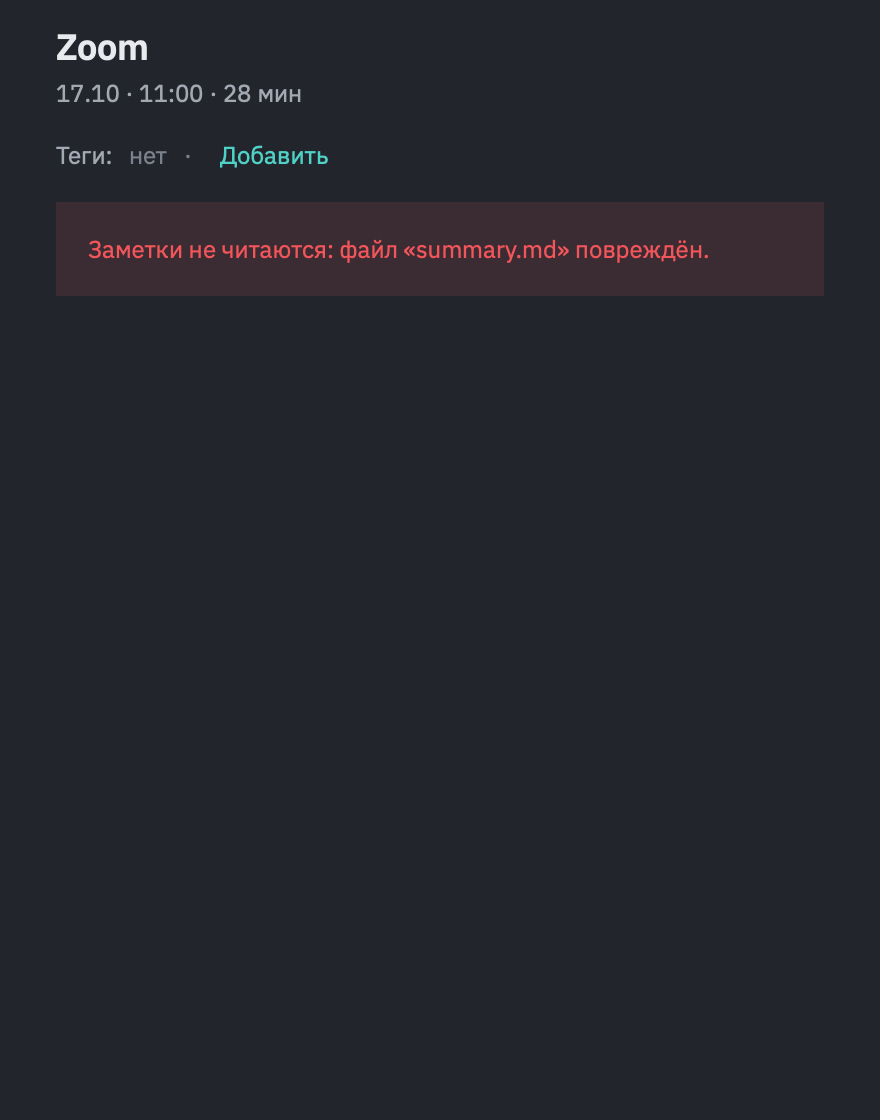 Zoom
17.10 · 11:00 · 28 мин
Теги: нет · Добавить
Заметки не читаются: файл «summary.md» повреждён.